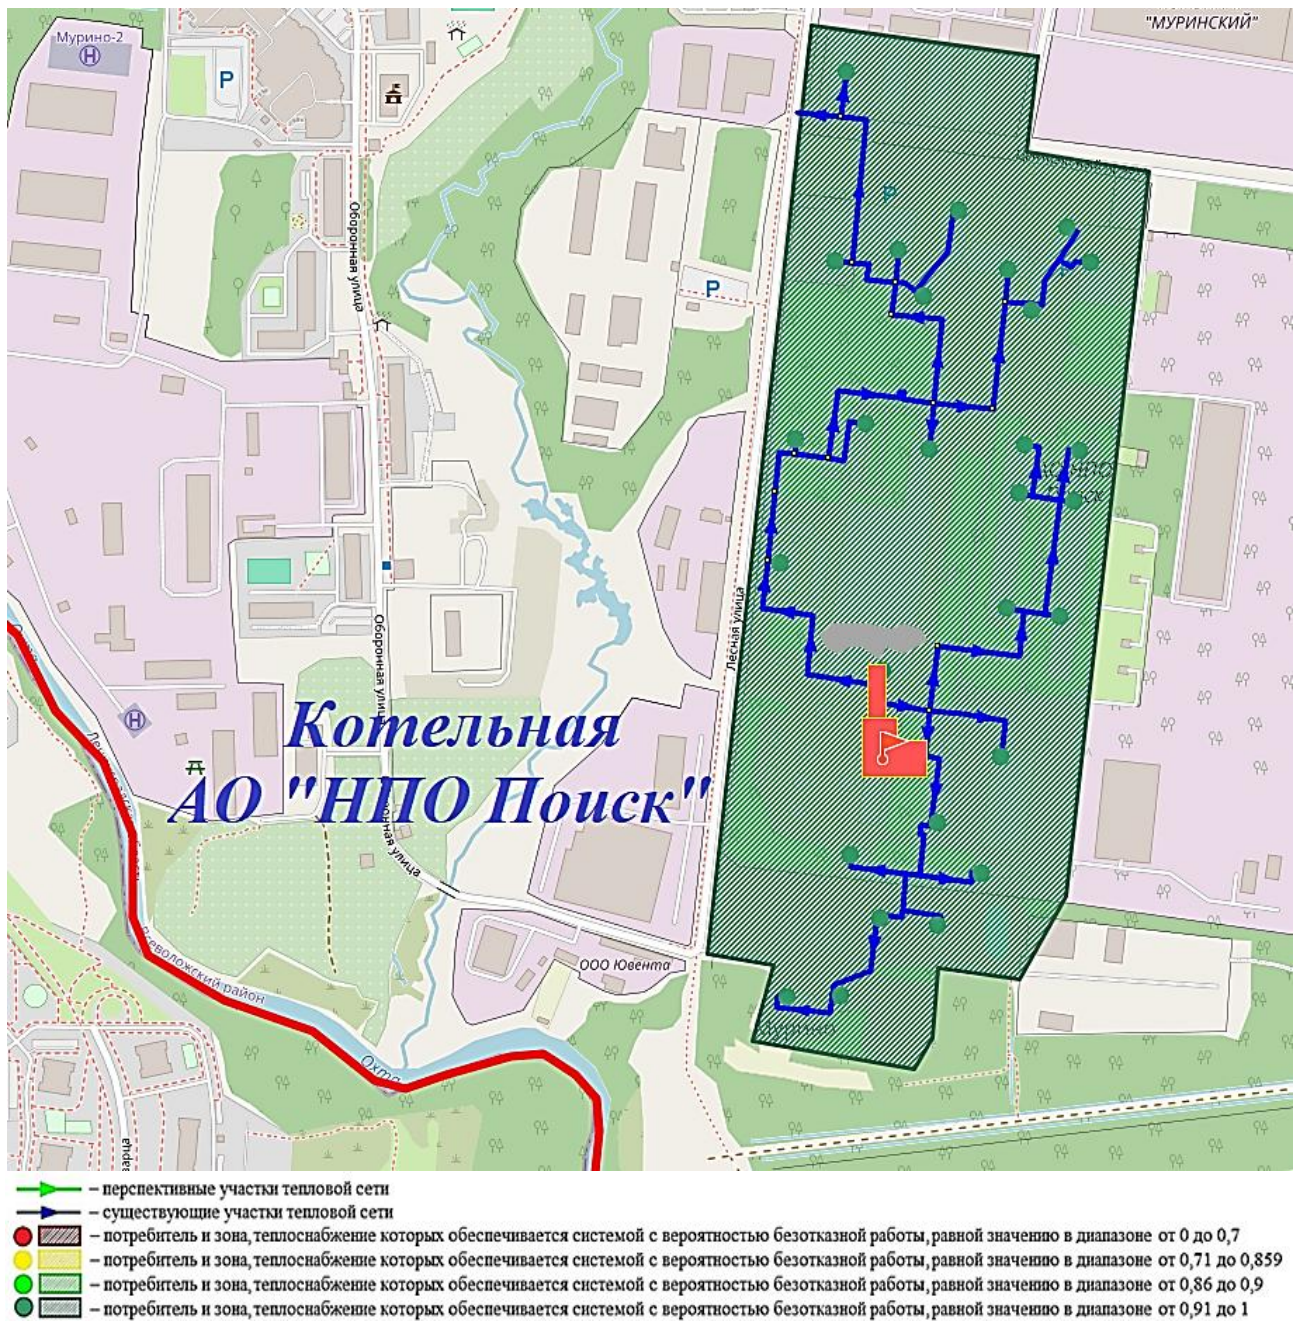 "МУРИНСКИЙ"
Мурино-2
H
P
Оборонная улица
P
P
Лесная улица
Оборонная улица
H
Котельная
АО "НПО Поиск"
ООО Ювента
Всеволожский район
Охта
Мурино
– перспективные участки тепловой сети
– существующие участки тепловой сети
– потребитель и зона, теплоснабжение которых обеспечивается системой с вероятностью безотказной работы, равной значению в диапазоне от 0 до 0,7
– потребитель и зона, теплоснабжение которых обеспечивается системой с вероятностью безотказной работы, равной значению в диапазоне от 0,71 до 0,859
– потребитель и зона, теплоснабжение которых обеспечивается системой с вероятностью безотказной работы, равной значению в диапазоне от 0,86 до 0,9
– потребитель и зона, теплоснабжение которых обеспечивается системой с вероятностью безотказной работы, равной значению в диапазоне от 0,91 до 1